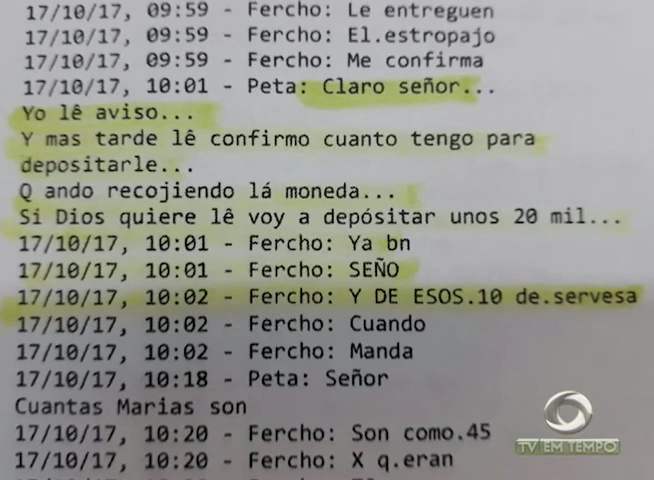 17/10/17, 09:59 - Fercho: Le entreguen
17/10/17, 09:59 - Fercho: El.estropajo
17/10/17, 09:59 - Fercho: Me confirma
17/10/17, 10:01 - Peta: Claro señor...
Yo lê aviso...
Y mas tarde lê confirmo cuanto tengo para
depositarle...
Q ando recojiendo lá moneda...
Si Dios quiere lê voy a depósitar unos 20 mil...
17/10/17, 10:01 - Fercho: Ya bn
17/10/17, 10:01 - Fercho: SEÑO
17/10/17, 10:02 - Fercho: Y DE ESOS.10 de.servesa
17/10/17, 10:02 - Fercho: Cuando
17/10/17, 10:02 - Fercho: Manda
17/10/17, 10:18 - Peta: Señor
Cuantas Marias son
17/10/17, 10:20 - Fercho: Son como.45
17/10/17, 10:20 - Fercho: X q.eran
TV EM TEMPO